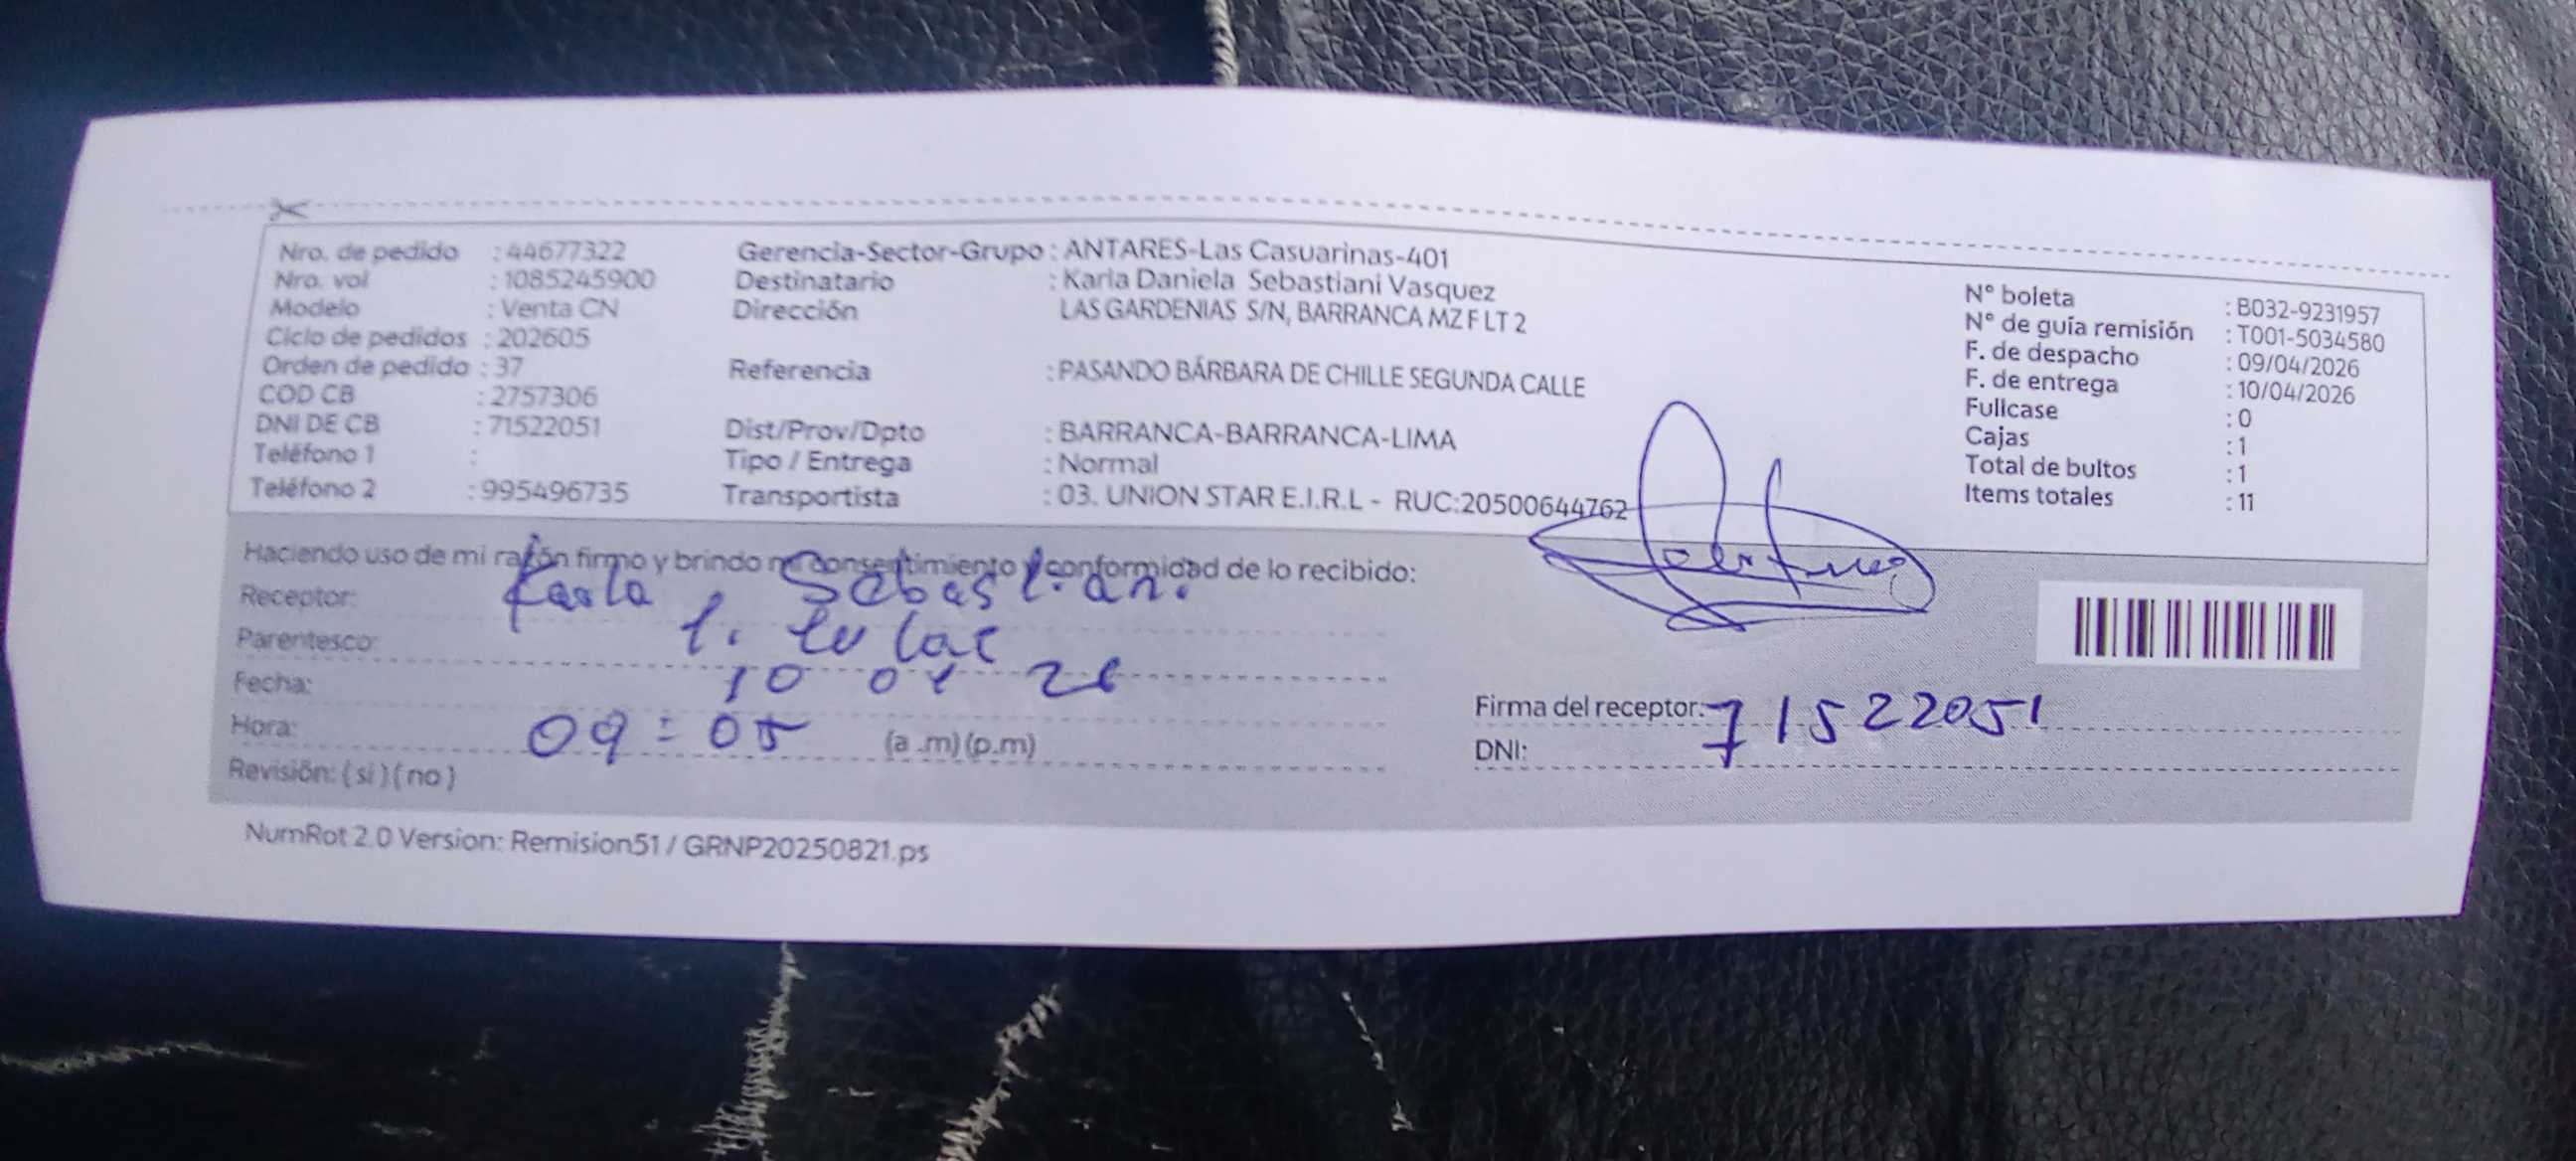 Nro. de pedido : 44677322
Nro. vol : 1085245900
Modelo : Venta CN
Ciclo de pedidos : 202605
Orden de pedido : 37
COD CB : 2757306
DNI DE CB : 71522051
Teléfono 1 :
Teléfono 2 : 995496735
Gerencia-Sector-Grupo : ANTARES-Las Casuarinas-401
Destinatario : Karla Daniela Sebastiani Vasquez
Dirección LAS GARDENIAS S/N, BARRANCA MZ F LT 2
Referencia : PASANDO BÁRBARA DE CHILLE SEGUNDA CALLE
Dist/Prov/Dpto : BARRANCA-BARRANCA-LIMA
Tipo / Entrega : Normal
Transportista : 03. UNION STAR E.I.R.L - RUC:20500644762
N° boleta : B032-9231957
N° de guía remisión : T001-5034580
F. de despacho : 09/04/2026
F. de entrega : 10/04/2026
Fullcase : 0
Cajas : 1
Total de bultos : 1
Items totales : 11
Haciendo uso de mi razón firmo y brindo mi consentimiento y conformidad de lo recibido:
Receptor: Karla Sebastian.
Parentesco:
Fecha: 10 04 26
Hora: 09:05 (a .m) (p.m)
Revisión: (si) (no)
Firma del receptor:
DNI: 71522051
NumRot 2.0 Version: Remision51 / GRNP20250821.ps